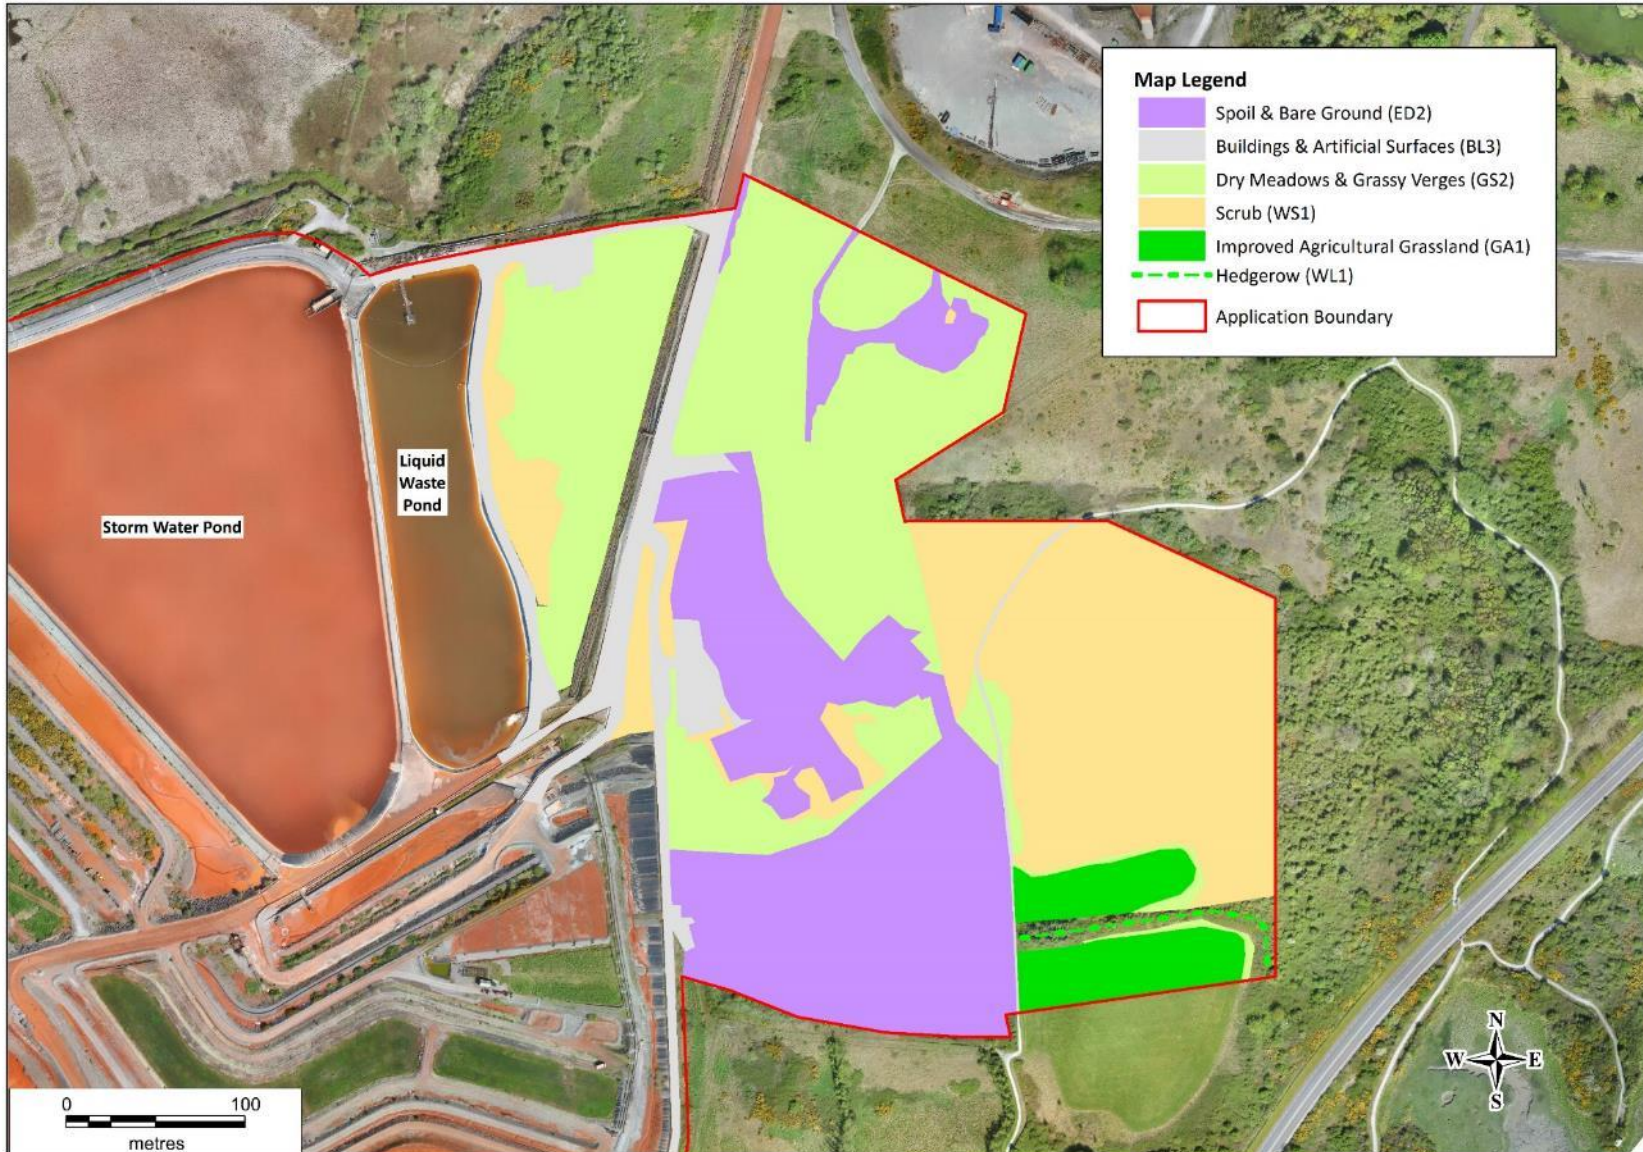 Map Legend
Spoil & Bare Ground (ED2)
Buildings & Artificial Surfaces (BL3)
Dry Meadows & Grassy Verges (GS2)
Scrub (WS1)
Improved Agricultural Grassland (GA1)
Hedgerow (WL1)
Application Boundary
Liquid
Waste
Pond
Storm Water Pond
N
W E
S
0 100
metres